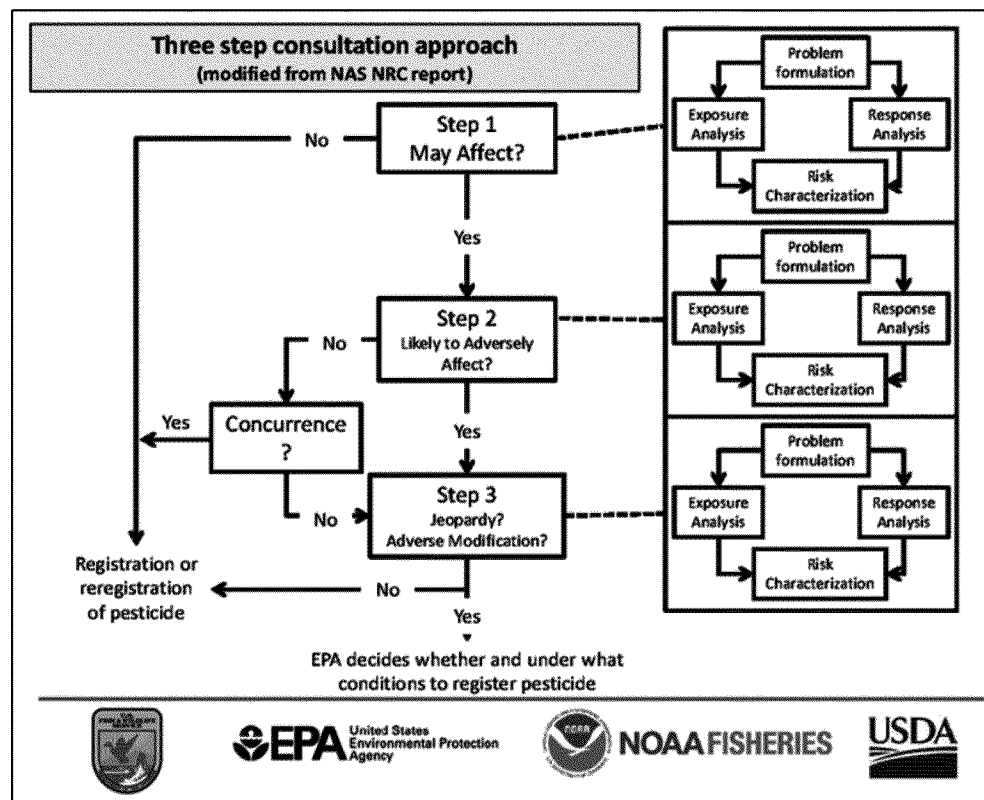 Three step consultation approach
(modified from NAS NRC report)
Step 1
May Affect?
No
Yes
Step 2
Likely to Adversely
Affect?
No
Concurrence
?
Yes
Yes
No
Step 3
Jeopardy?
Adverse Modification?
Registration or
reregistration
of pesticide
No
Yes
EPA decides whether and under what
conditions to register pesticide
Problem
formulation
Exposure
Analysis
Response
Analysis
Risk
Characterization
Problem
formulation
Exposure
Analysis
Response
Analysis
Risk
Characterization
Problem
formulation
Exposure
Analysis
Response
Analysis
Risk
Characterization
EPA
United States
Environmental Protection
Agency
NOAA FISHERIES
USDA